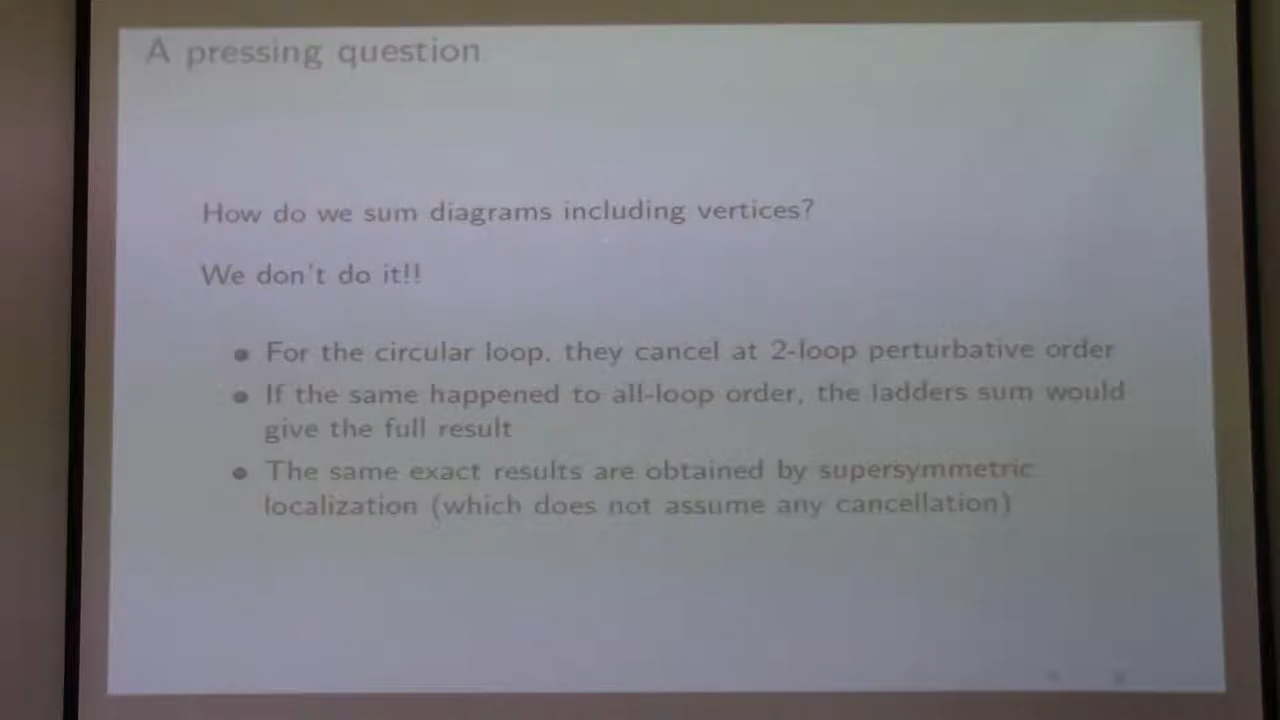 A pressing question
How do we sum diagrams including vertices?
We don't do it!!
For the circular loop, they cancel at 2-loop perturbative order
If the same happened to all-loop order, the ladders sum would
give the full result
The same exact results are obtained by supersymmetric
localization (which does not assume any cancellation)